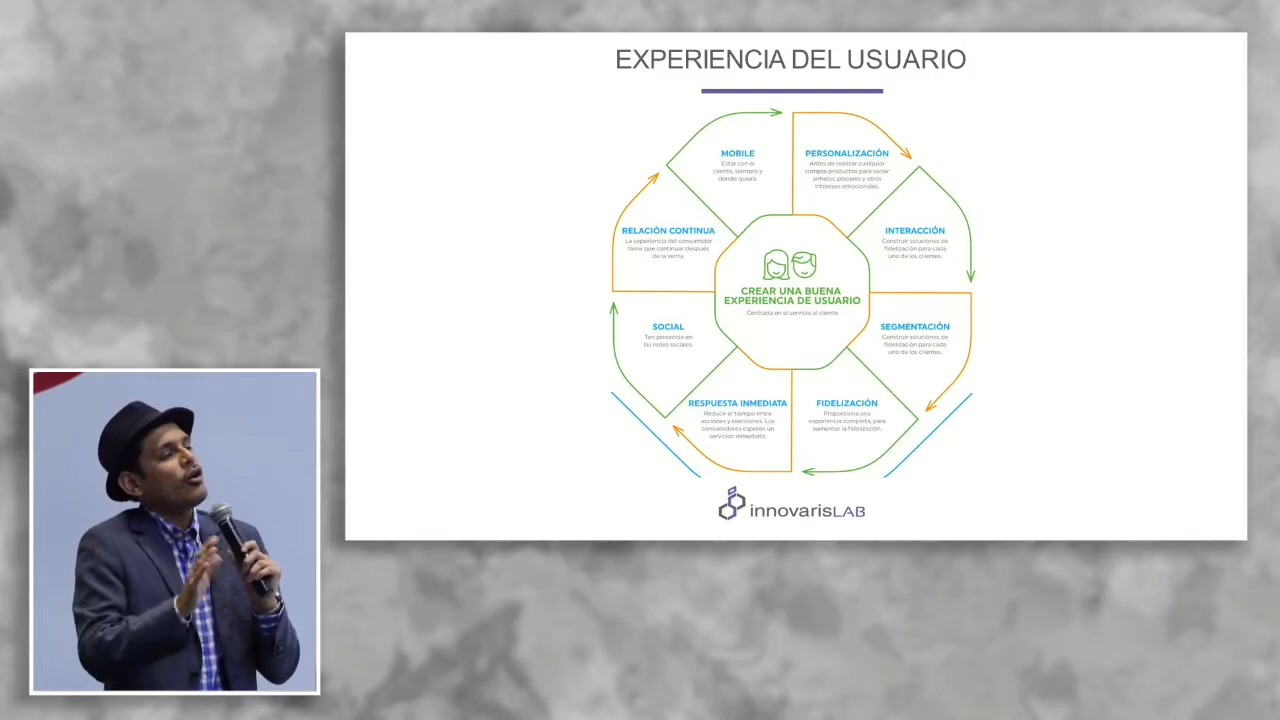 EXPERIENCIA DEL USUARIO
MOBILE
Estar con el
cliente, siempre y
donde quiera.
PERSONALIZACIÓN
Antes de realizar cualquier
compra productos para saciar
anhelos, placeres y otros
intereses emocionales.
INTERACCIÓN
Construir soluciones de
fidelización para cada
uno de los clientes.
SEGMENTACIÓN
Construir soluciones de
fidelización para cada
uno de los clientes.
FIDELIZACIÓN
Proporciona una
experiencia completa, para
aumentar la fidelización.
RESPUESTA INMEDIATA
Reducir el tiempo entre
acciones y reacciones. Los
consumidores esperan un
servicion inmediato.
SOCIAL
Ten presencia en
las redes sociales.
RELACIÓN CONTINUA
La experiencia del consumidor
tiene que continuar después
de la venta.
CREAR UNA BUENA
EXPERIENCIA DE USUARIO
Centrada en el servicio al cliente
innovarisLAB